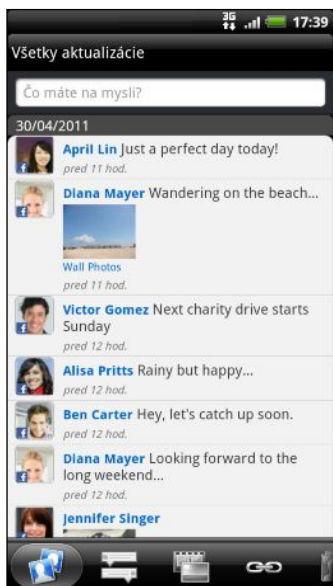 3G 17:39
Všetky aktualizácie
Čo máte na mysli?
30/04/2011
April Lin Just a perfect day today!
pred 11 hod.
Diana Mayer Wandering on the beach...
Wall Photos
pred 11 hod.
Victor Gomez Next charity drive starts
Sunday
pred 12 hod.
Alisa Pritts Rainy but happy...
pred 12 hod.
Ben Carter Hey, let's catch up soon.
pred 12 hod.
Diana Mayer Looking forward to the
long weekend...
pred 12 hod.
Jennifer Singer